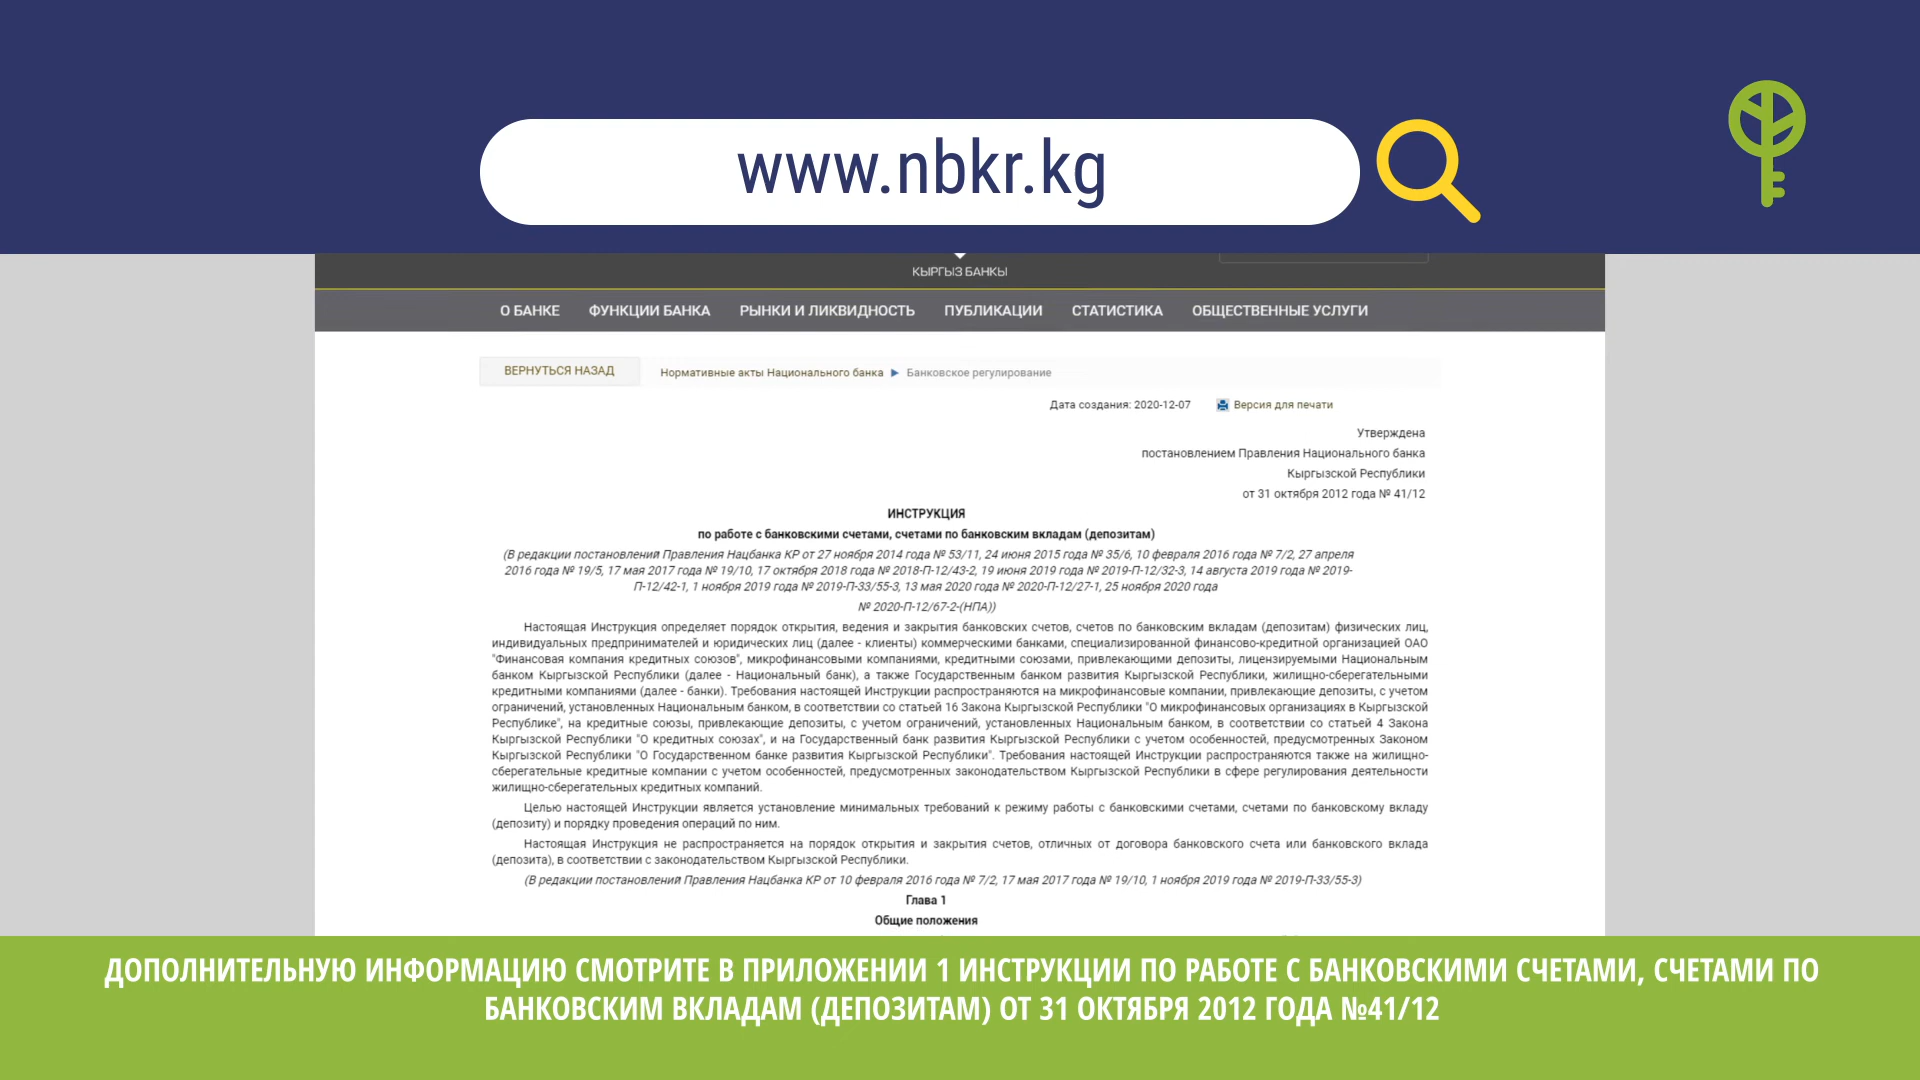 www.nbkr.kg
КЫРГЫЗ БАНКЫ
О БАНКЕ ФУНКЦИИ БАНКА РЫНКИ И ЛИКВИДНОСТЬ ПУБЛИКАЦИИ СТАТИСТИКА ОБЩЕСТВЕННЫЕ УСЛУГИ
ВЕРНУТЬСЯ НАЗАД Нормативные акты Национального банка ▶ Банковское регулирование
Дата создания: 2020-12-07 Версия для печати
Утверждена
постановлением Правления Национального банка
Кыргызской Республики
от 31 октября 2012 года № 41/12
ИНСТРУКЦИЯ
по работе с банковскими счетами, счетами по банковским вкладам (депозитам)
(В редакции постановлений Правления Нацбанка КР от 27 ноября 2014 года № 53/11, 24 июня 2015 года № 35/6, 10 февраля 2016 года № 7/2, 27 апреля
2016 года № 19/5, 17 мая 2017 года № 19/10, 17 октября 2018 года № 2018-П-12/43-2, 19 июня 2019 года № 2019-П-12/32-3, 14 августа 2019 года № 2019-
П-12/42-1, 1 ноября 2019 года № 2019-П-33/55-3, 13 мая 2020 года № 2020-П-12/27-1, 25 ноября 2020 года
№ 2020-П-12/67-2-(НПА))
Настоящая Инструкция определяет порядок открытия, ведения и закрытия банковских счетов, счетов по банковским вкладам (депозитам) физических лиц,
индивидуальных предпринимателей и юридических лиц (далее - клиенты) коммерческими банками, специализированной финансово-кредитной организацией ОАО
"Финансовая компания кредитных союзов", микрофинансовыми компаниями, кредитными союзами, привлекающими депозиты, лицензируемыми Национальным
банком Кыргызской Республики (далее - Национальный банк), а также Государственным банком развития Кыргызской Республики, жилищно-сберегательными
кредитными компаниями (далее - банки). Требования настоящей Инструкции распространяются на микрофинансовые компании, привлекающие депозиты, с учетом
ограничений, установленных Национальным банком, в соответствии со статьей 16 Закона Кыргызской Республики "О микрофинансовых организациях в Кыргызской
Республике", на кредитные союзы, привлекающие депозиты, с учетом ограничений, установленных Национальным банком, в соответствии со статьей 4 Закона
Кыргызской Республики "О кредитных союзах", и на Государственный банк развития Кыргызской Республики с учетом особенностей, предусмотренных Законом
Кыргызской Республики "О Государственном банке развития Кыргызской Республики". Требования настоящей Инструкции распространяются также на жилищно-
сберегательные кредитные компании с учетом особенностей, предусмотренных законодательством Кыргызской Республики в сфере регулирования деятельности
жилищно-сберегательных кредитных компаний.
Целью настоящей Инструкции является установление минимальных требований к режиму работы с банковскими счетами, счетами по банковскому вкладу
(депозиту) и порядку проведения операций по ним.
Настоящая Инструкция не распространяется на порядок открытия и закрытия счетов, отличных от договора банковского счета или банковского вклада
(депозита), в соответствии с законодательством Кыргызской Республики.
(В редакции постановлений Правления Нацбанка КР от 10 февраля 2016 года № 7/2, 17 мая 2017 года № 19/10, 1 ноября 2019 года № 2019-П-33/55-3)
Глава 1
Общие положения
ДОПОЛНИТЕЛЬНУЮ ИНФОРМАЦИЮ СМОТРИТЕ В ПРИЛОЖЕНИИ 1 ИНСТРУКЦИИ ПО РАБОТЕ С БАНКОВСКИМИ СЧЕТАМИ, СЧЕТАМИ ПО
БАНКОВСКИМ ВКЛАДАМ (ДЕПОЗИТАМ) ОТ 31 ОКТЯБРЯ 2012 ГОДА №41/12